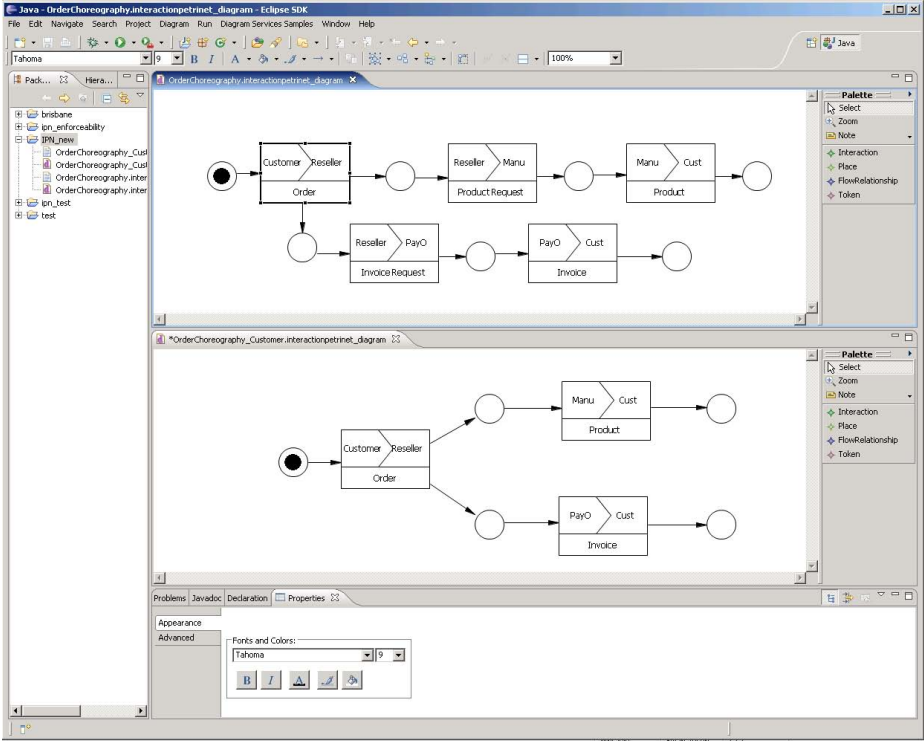 Java - OrderChoreography.interactionpetrinet_diagram - Eclipse SDK
File Edit Navigate Search Project Diagram Run Diagram Services Samples Window Help
Tahoma 9 B I A 100% Java
Pack... Hiera...
brisbane
ipn_enforceability
IPN_new
OrderChoreography_Cust
OrderChoreography_Cust
OrderChoreography.inter
OrderChoreography.inter
ipn_test
test
OrderChoreography.interactionpetrinet_diagram
Customer Reseller
Order
Reseller Manu
Product Request
Manu Cust
Product
Reseller PayO
Invoice Request
PayO Cust
Invoice
Palette
Select
Zoom
Note
Interaction
Place
FlowRelationship
Token
*OrderChoreography_Customer.interactionpetrinet_diagram
Customer Reseller
Order
Manu Cust
Product
PayO Cust
Invoice
Palette
Select
Zoom
Note
Interaction
Place
FlowRelationship
Token
Problems Javadoc Declaration Properties
Appearance
Advanced
Fonts and Colors:
Tahoma 9
B I A